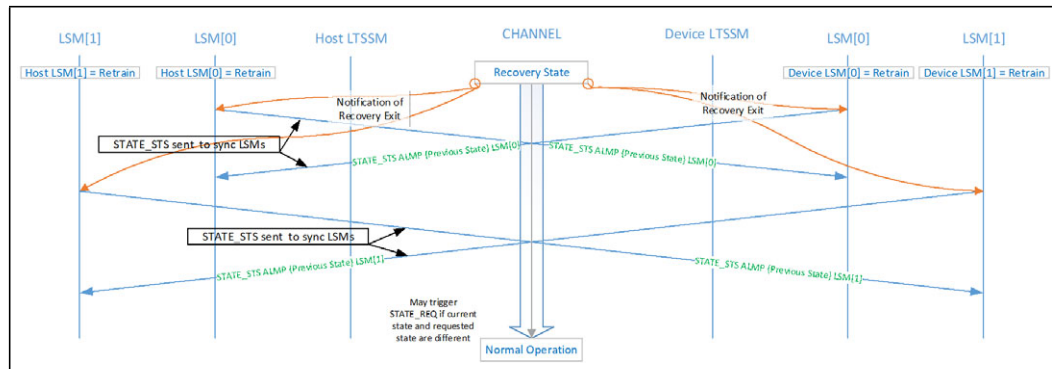 LSM[1] LSM[0] Host LTSSM CHANNEL Device LTSSM LSM[0] LSM[1]
Host LSM[1] = Retrain Host LSM[0] = Retrain Recovery State Device LSM[0] = Retrain Device LSM[1] = Retrain
Notification of
Recovery Exit
Notification of
Recovery Exit
STATE_STS sent to sync LSMs
STATE_STS ALMP (Previous State) LSM[0]
STATE_STS ALMP (Previous State) LSM[0]
STATE_STS sent to sync LSMs
STATE_STS ALMP (Previous State) LSM[1]
STATE_STS ALMP (Previous State) LSM[1]
May trigger
STATE_REQ if current
state and requested
state are different
Normal Operation